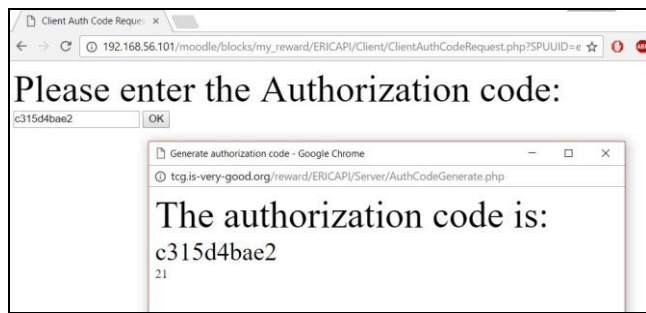 Client Auth Code Reques
192.168.56.101/moodle/blocks/my_reward/ERICAPI/Client/ClientAuthCodeRequest.php?SPUUID=e
Please enter the Authorization code:
c315d4bae2 OK
Generate authorization code - Google Chrome
tcg.is-very-good.org/reward/ERICAPI/Server/AuthCodeGenerate.php
The authorization code is:
c315d4bae2
21